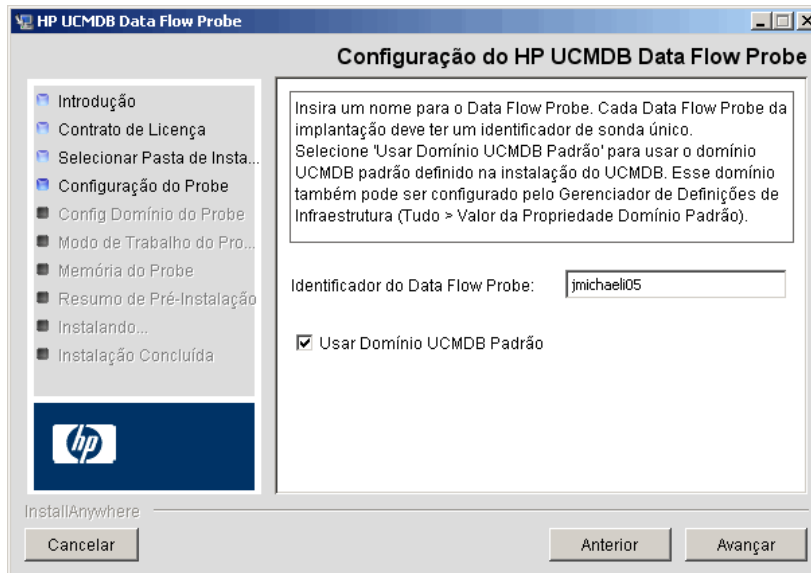 HP UCMDB Data Flow Probe
Configuração do HP UCMDB Data Flow Probe
Introdução
Contrato de Licença
Selecionar Pasta de Insta...
Configuração do Probe
Config Domínio do Probe
Modo de Trabalho do Pro...
Memória do Probe
Resumo de Pré-Instalação
Instalando...
Instalação Concluída
Insira um nome para o Data Flow Probe. Cada Data Flow Probe da
implantação deve ter um identificador de sonda único.
Selecione 'Usar Domínio UCMDB Padrão' para usar o domínio
UCMDB padrão definido na instalação do UCMDB. Esse domínio
também pode ser configurado pelo Gerenciador de Definições de
Infraestrutura (Tudo > Valor da Propriedade Domínio Padrão).
Identificador do Data Flow Probe:
jmichaeli05
Usar Domínio UCMDB Padrão
hp
InstallAnywhere
Cancelar
Anterior
Avançar